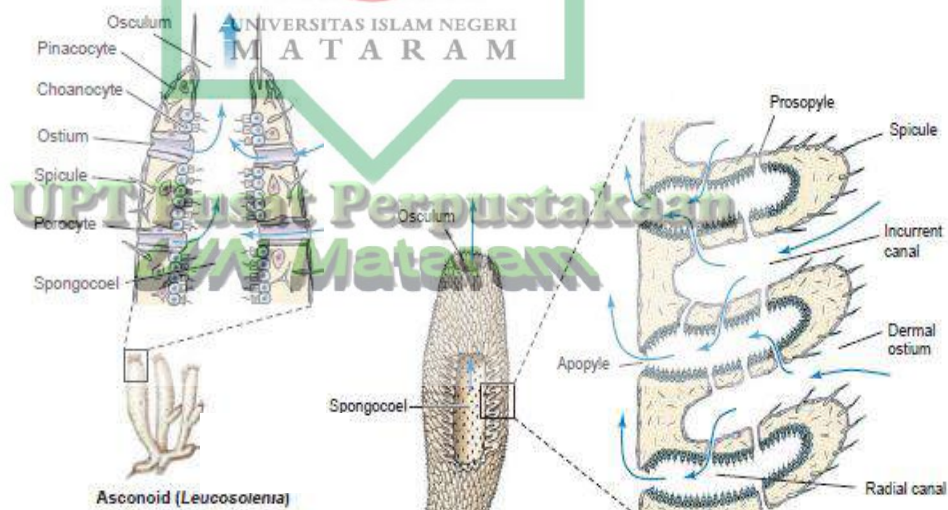 UNIVERSITAS ISLAM NEGERI
MATARAM
Osculum
Pinacocyte
Choanocyte
Ostium
Spicule
Porocyte
Spongocoel
Asconoid (Leucosolenia)
UPT Pusat Perpustakaan
UIN Mataram
Osculum
Spongocoel
Prosopyle
Spicule
Incurrent
canal
Dermal
ostium
Apopyle
Radial canal